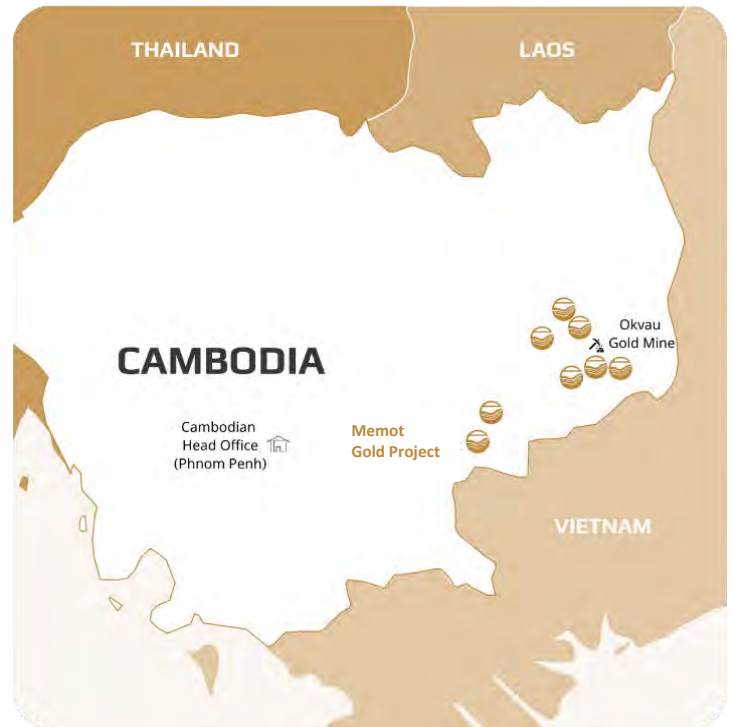 THAILAND
LAOS
Okvau
Gold Mine
CAMBODIA
Cambodian
Head Office
(Phnom Penh)
Memot
Gold Project
VIETNAM